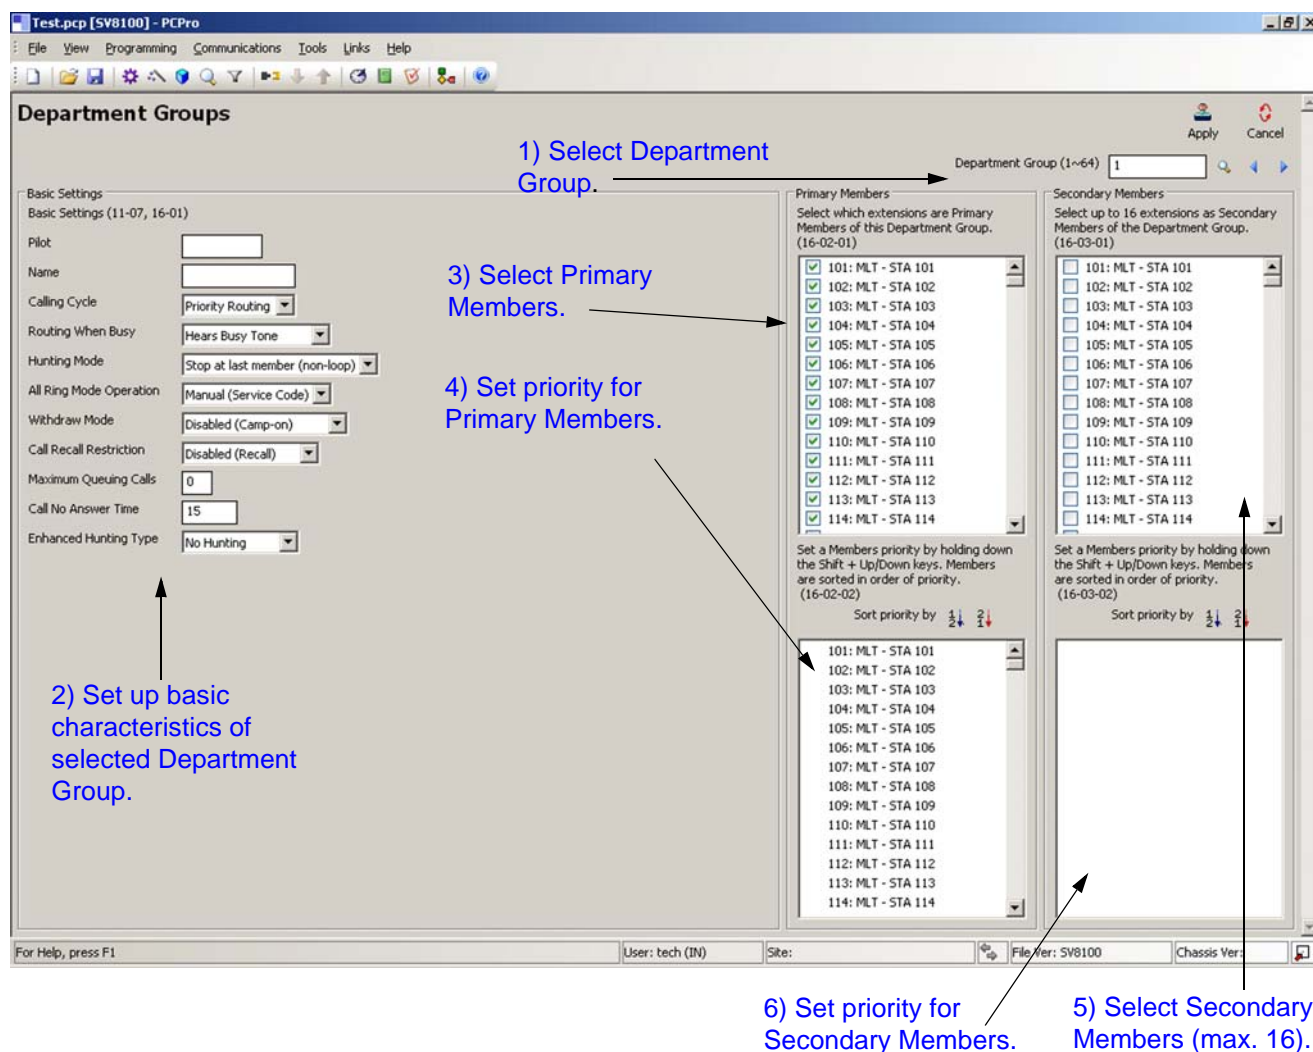 Test.pcp [SV8100] - PCPro
File View Programming Communications Tools Links Help
Department Groups
Apply Cancel
1) Select Department
Group.
Department Group (1~64) 1
Basic Settings
Basic Settings (11-07, 16-01)
Pilot
Name
Calling Cycle Priority Routing
Routing When Busy Hears Busy Tone
Hunting Mode Stop at last member (non-loop)
All Ring Mode Operation Manual (Service Code)
Withdraw Mode Disabled (Camp-on)
Call Recall Restriction Disabled (Recall)
Maximum Queuing Calls 0
Call No Answer Time 15
Enhanced Hunting Type No Hunting
2) Set up basic
characteristics of
selected Department
Group.
3) Select Primary
Members.
4) Set priority for
Primary Members.
Primary Members
Select which extensions are Primary
Members of this Department Group.
(16-02-01)
101: MLT - STA 101
102: MLT - STA 102
103: MLT - STA 103
104: MLT - STA 104
105: MLT - STA 105
106: MLT - STA 106
107: MLT - STA 107
108: MLT - STA 108
109: MLT - STA 109
110: MLT - STA 110
111: MLT - STA 111
112: MLT - STA 112
113: MLT - STA 113
114: MLT - STA 114
Set a Members priority by holding down
the Shift + Up/Down keys. Members
are sorted in order of priority.
(16-02-02)
Sort priority by 1 2 2 1
101: MLT - STA 101
102: MLT - STA 102
103: MLT - STA 103
104: MLT - STA 104
105: MLT - STA 105
106: MLT - STA 106
107: MLT - STA 107
108: MLT - STA 108
109: MLT - STA 109
110: MLT - STA 110
111: MLT - STA 111
112: MLT - STA 112
113: MLT - STA 113
114: MLT - STA 114
Secondary Members
Select up to 16 extensions as Secondary
Members of the Department Group.
(16-03-01)
101: MLT - STA 101
102: MLT - STA 102
103: MLT - STA 103
104: MLT - STA 104
105: MLT - STA 105
106: MLT - STA 106
107: MLT - STA 107
108: MLT - STA 108
109: MLT - STA 109
110: MLT - STA 110
111: MLT - STA 111
112: MLT - STA 112
113: MLT - STA 113
114: MLT - STA 114
Set a Members priority by holding down
the Shift + Up/Down keys. Members
are sorted in order of priority.
(16-03-02)
Sort priority by 1 2 2 1
For Help, press F1 User: tech (IN) Site: File Ver: SV8100 Chassis Ver:
6) Set priority for
Secondary Members.
5) Select Secondary
Members (max. 16).